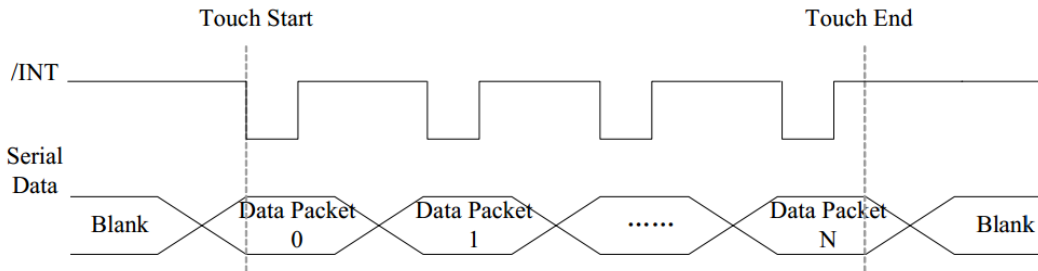 Touch Start
Touch End
/INT
Serial
Data
Blank
Data Packet
0
Data Packet
1
......
Data Packet
N
Blank